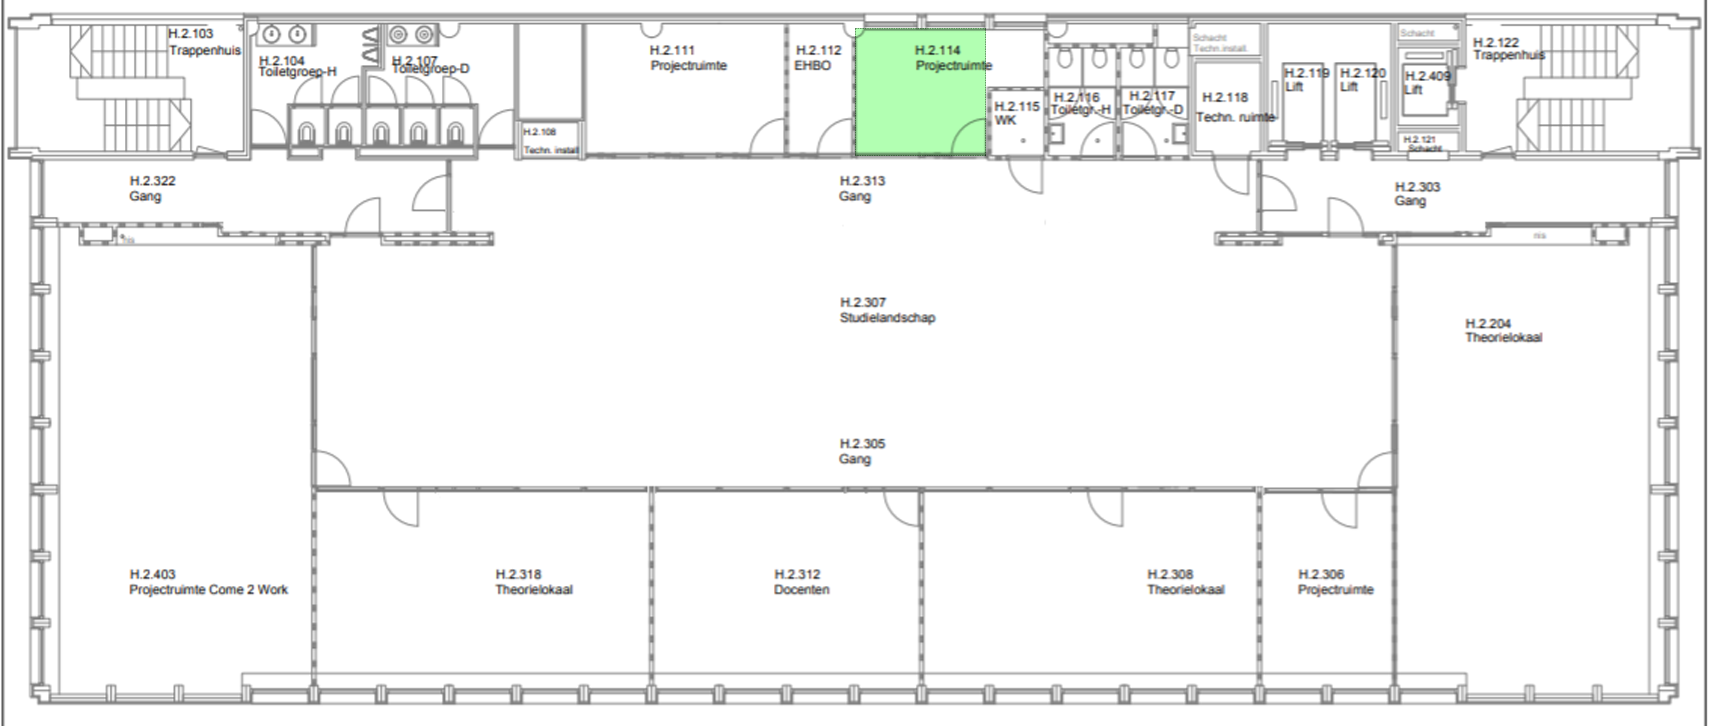 H.2.103
Trappenhuis
H.2.104
Toiletgroep-H
H.2.107
Toiletgroep-D
H.2.108
Techn. install.
H.2.111
Projectruimte
H.2.112
EHBO
H.2.114
Projectruimte
H.2.115
WK
H.2.116
Toiletgr.-H
H.2.117
Toiletgr.-D
Schacht
Techn.install.
H.2.118
Techn. ruimte
H.2.119
Lift
H.2.120
Lift
Schacht
H.2.409
Lift
H.2.121
Schacht
H.2.122
Trappenhuis
H.2.322
Gang
H.2.313
Gang
H.2.303
Gang
nis
nis
H.2.307
Studielandschap
H.2.204
Theorielokaal
H.2.305
Gang
H.2.403
Projectruimte Come 2 Work
H.2.318
Theorielokaal
H.2.312
Docenten
H.2.308
Theorielokaal
H.2.306
Projectruimte